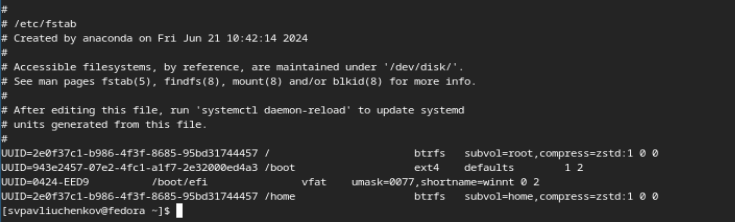 #
# /etc/fstab
# Created by anaconda on Fri Jun 21 10:42:14 2024
#
# Accessible filesystems, by reference, are maintained under '/dev/disk/'.
# See man pages fstab(5), findfs(8), mount(8) and/or blkid(8) for more info.
#
# After editing this file, run 'systemctl daemon-reload' to update systemd
# units generated from this file.
#
UUID=2e0f37c1-b986-4f3f-8685-95bd31744457 /                       btrfs   subvol=root,compress=zstd:1 0 0
UUID=943e2457-07e2-4fc1-a1f7-2e32000ed4a3 /boot                   ext4    defaults        1 2
UUID=0424-EED9          /boot/efi               vfat    umask=0077,shortname=winnt 0 2
UUID=2e0f37c1-b986-4f3f-8685-95bd31744457 /home                   btrfs   subvol=home,compress=zstd:1 0 0
[svpavliuchenkov@fedora ~]$